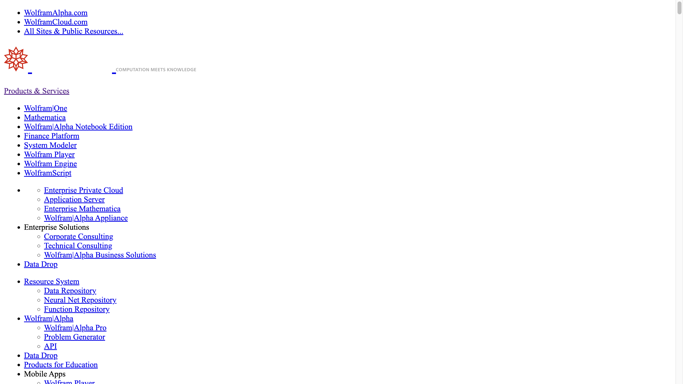 WolframAlpha.com
WolframCloud.com
All Sites & Public Resources...
COMPUTATION MEETS KNOWLEDGE
Products & Services
Wolfram|One
Mathematica
Wolfram|Alpha Notebook Edition
Finance Platform
System Modeler
Wolfram Player
Wolfram Engine
WolframScript
Enterprise Private Cloud
Application Server
Enterprise Mathematica
Wolfram|Alpha Appliance
Enterprise Solutions
Corporate Consulting
Technical Consulting
Wolfram|Alpha Business Solutions
Data Drop
Resource System
Data Repository
Neural Net Repository
Function Repository
Wolfram|Alpha
Wolfram|Alpha Pro
Problem Generator
API
Data Drop
Products for Education
Mobile Apps
Wolfram Player